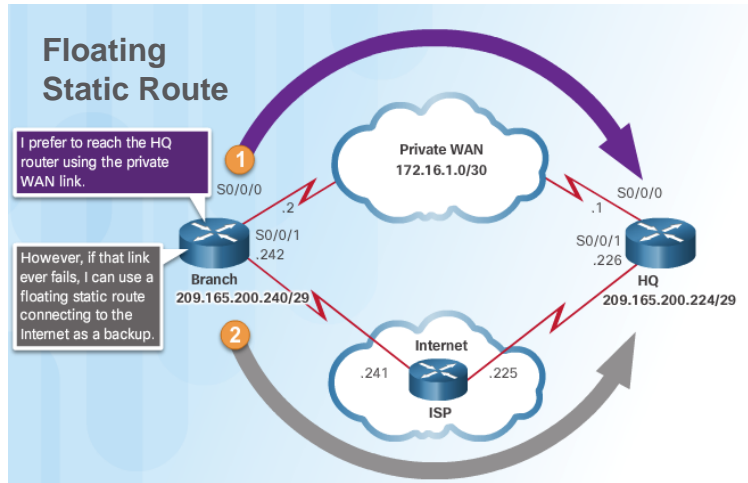 Floating
Static Route
I prefer to reach the HQ
router using the private
WAN link.
1
Private WAN
172.16.1.0/30
S0/0/0
S0/0/0
.2
.1
S0/0/1
.242
S0/0/1
.226
However, if that link
ever fails, I can use a
floating static route
connecting to the
Internet as a backup.
Branch
209.165.200.240/29
HQ
209.165.200.224/29
2
Internet
.241
.225
ISP